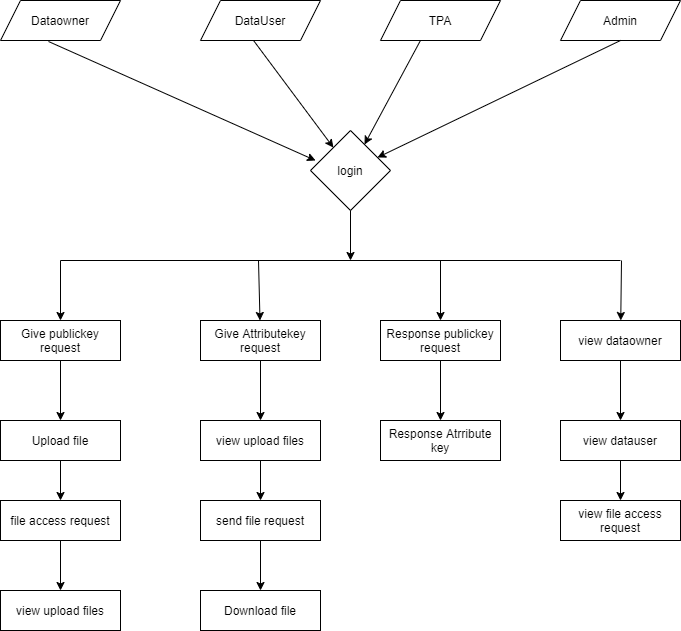 Dataowner
DataUser
TPA
Admin
login
Give publickey
request
Give Attributekey
request
Response publickey
request
view dataowner
Upload file
view upload files
Response Atrribute
key
view datauser
file access request
send file request
view file access
request
view upload files
Download file